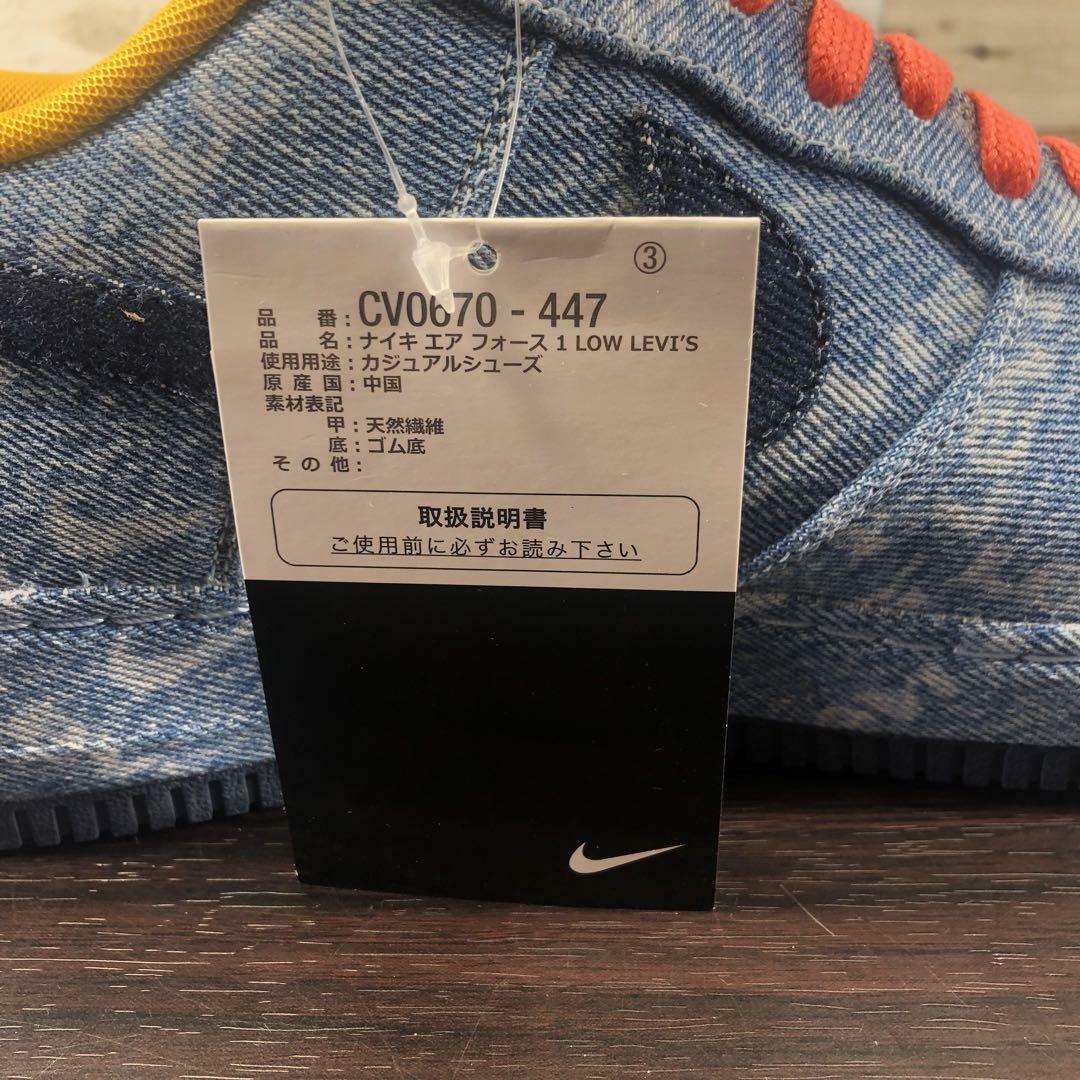 ③
品 番：CV0670 - 447
品 名：ナイキ エア フォース 1 LOW LEVI'S
使用用途：カジュアルシューズ
原 産 国：中国
素材表記
甲：天然繊維
底：ゴム底
そ の 他：
取扱説明書
ご使用前に必ずお読み下さい